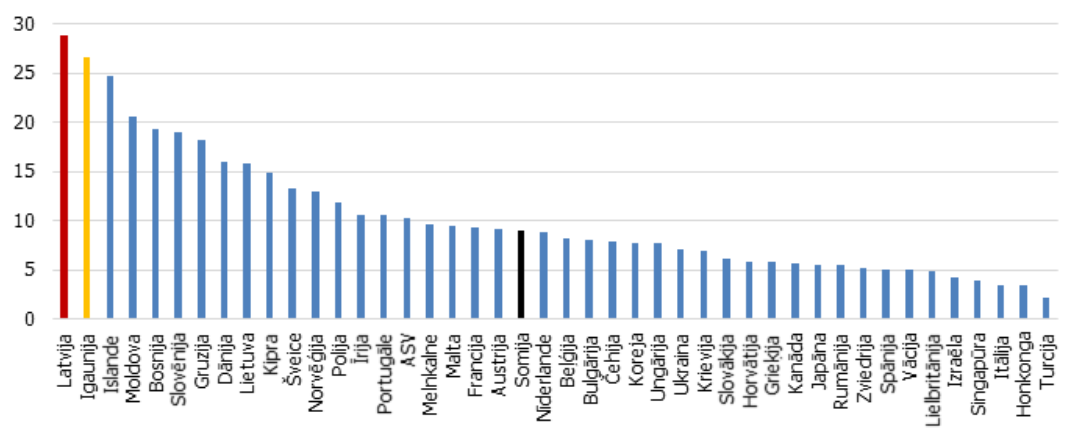 30
25
20
15
10
5
0
Latvija
Igaunija
Islande
Moldova
Bosnija
Slovēnija
Gruzija
Dānija
Lietuva
Kipra
Šveice
Norvēģija
Polija
Īrija
Portugāle
ASV
Melnkalne
Malta
Francija
Austrija
Somija
Nīderlande
Beļģija
Bulgārija
Čehija
Koreja
Ungārija
Ukraina
Krievija
Slovākija
Horvātija
Grieķija
Kanāda
Japāna
Rumānija
Zviedrija
Spānija
Vācija
Lielbritānija
Izraēla
Singapūra
Itālija
Honkonga
Turcija